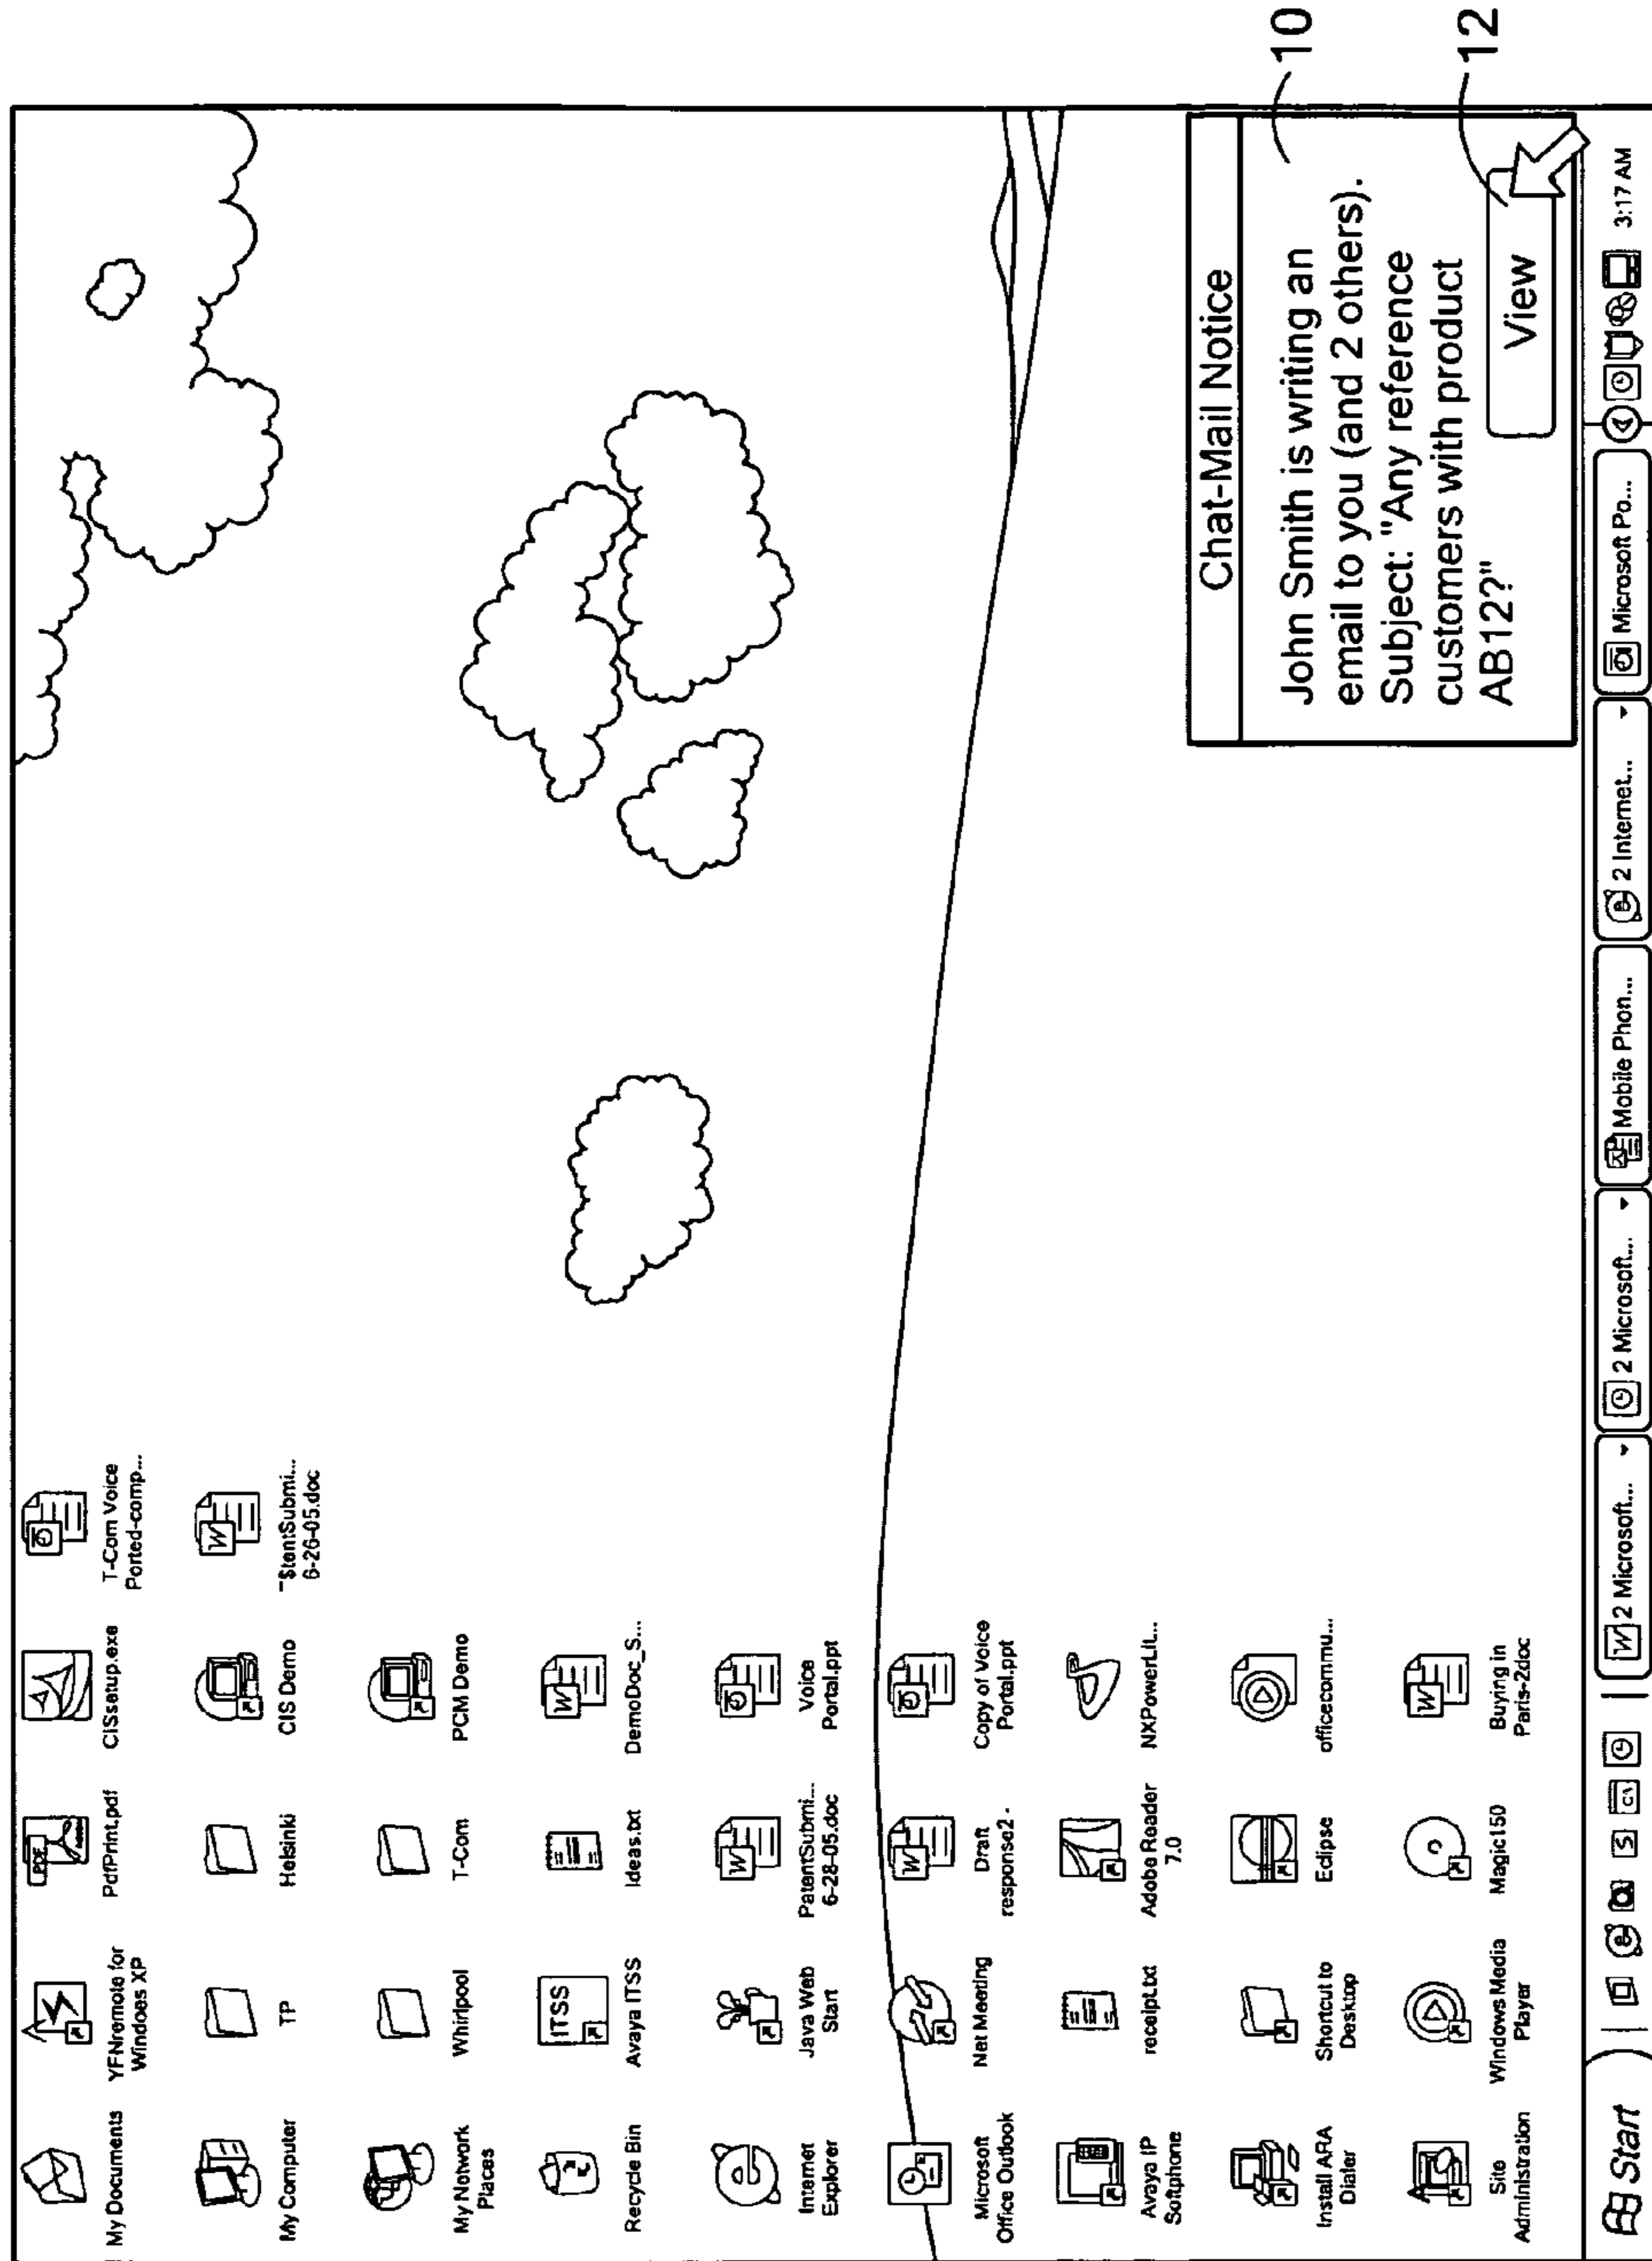 My Documents
YFNremote for
Windoes XP
PdfPrint.pdf
CISsetup.exe
T-Com Voice
Ported-comp...
My Computer
TP
Helsinki
CIS Demo
~$tentSubmi...
6-26-05.doc
My Network
Places
Whirlpool
T-Com
PCM Demo
Recycle Bin
ITSS
Avaya ITSS
Ideas.txt
DemoDoc_S...
Internet
Explorer
Java Web
Start
PatentSubmi...
6-28-05.doc
Voice
Portal.ppt
Microsoft
Office Outlook
Net Meeting
Draft
response2 .
Copy of Voice
Portal.ppt
Avaya IP
Softphone
receipt.txt
Adobe Reader
7.0
NXPowerLit...
Install ARA
Dialer
Shortcut to
Desktop
Eclipse
officecommu...
Site
Administration
Windows Media
Player
Magic150
Buying in
Paris-2doc
Chat-Mail Notice
John Smith is writing an
email to you (and 2 others).
Subject: "Any reference
customers with product
AB12?"
View
10
12
Start
2 Microsoft...
2 Microsoft...
Mobile Phon...
2 Internet...
Microsoft Po...
3:17 AM